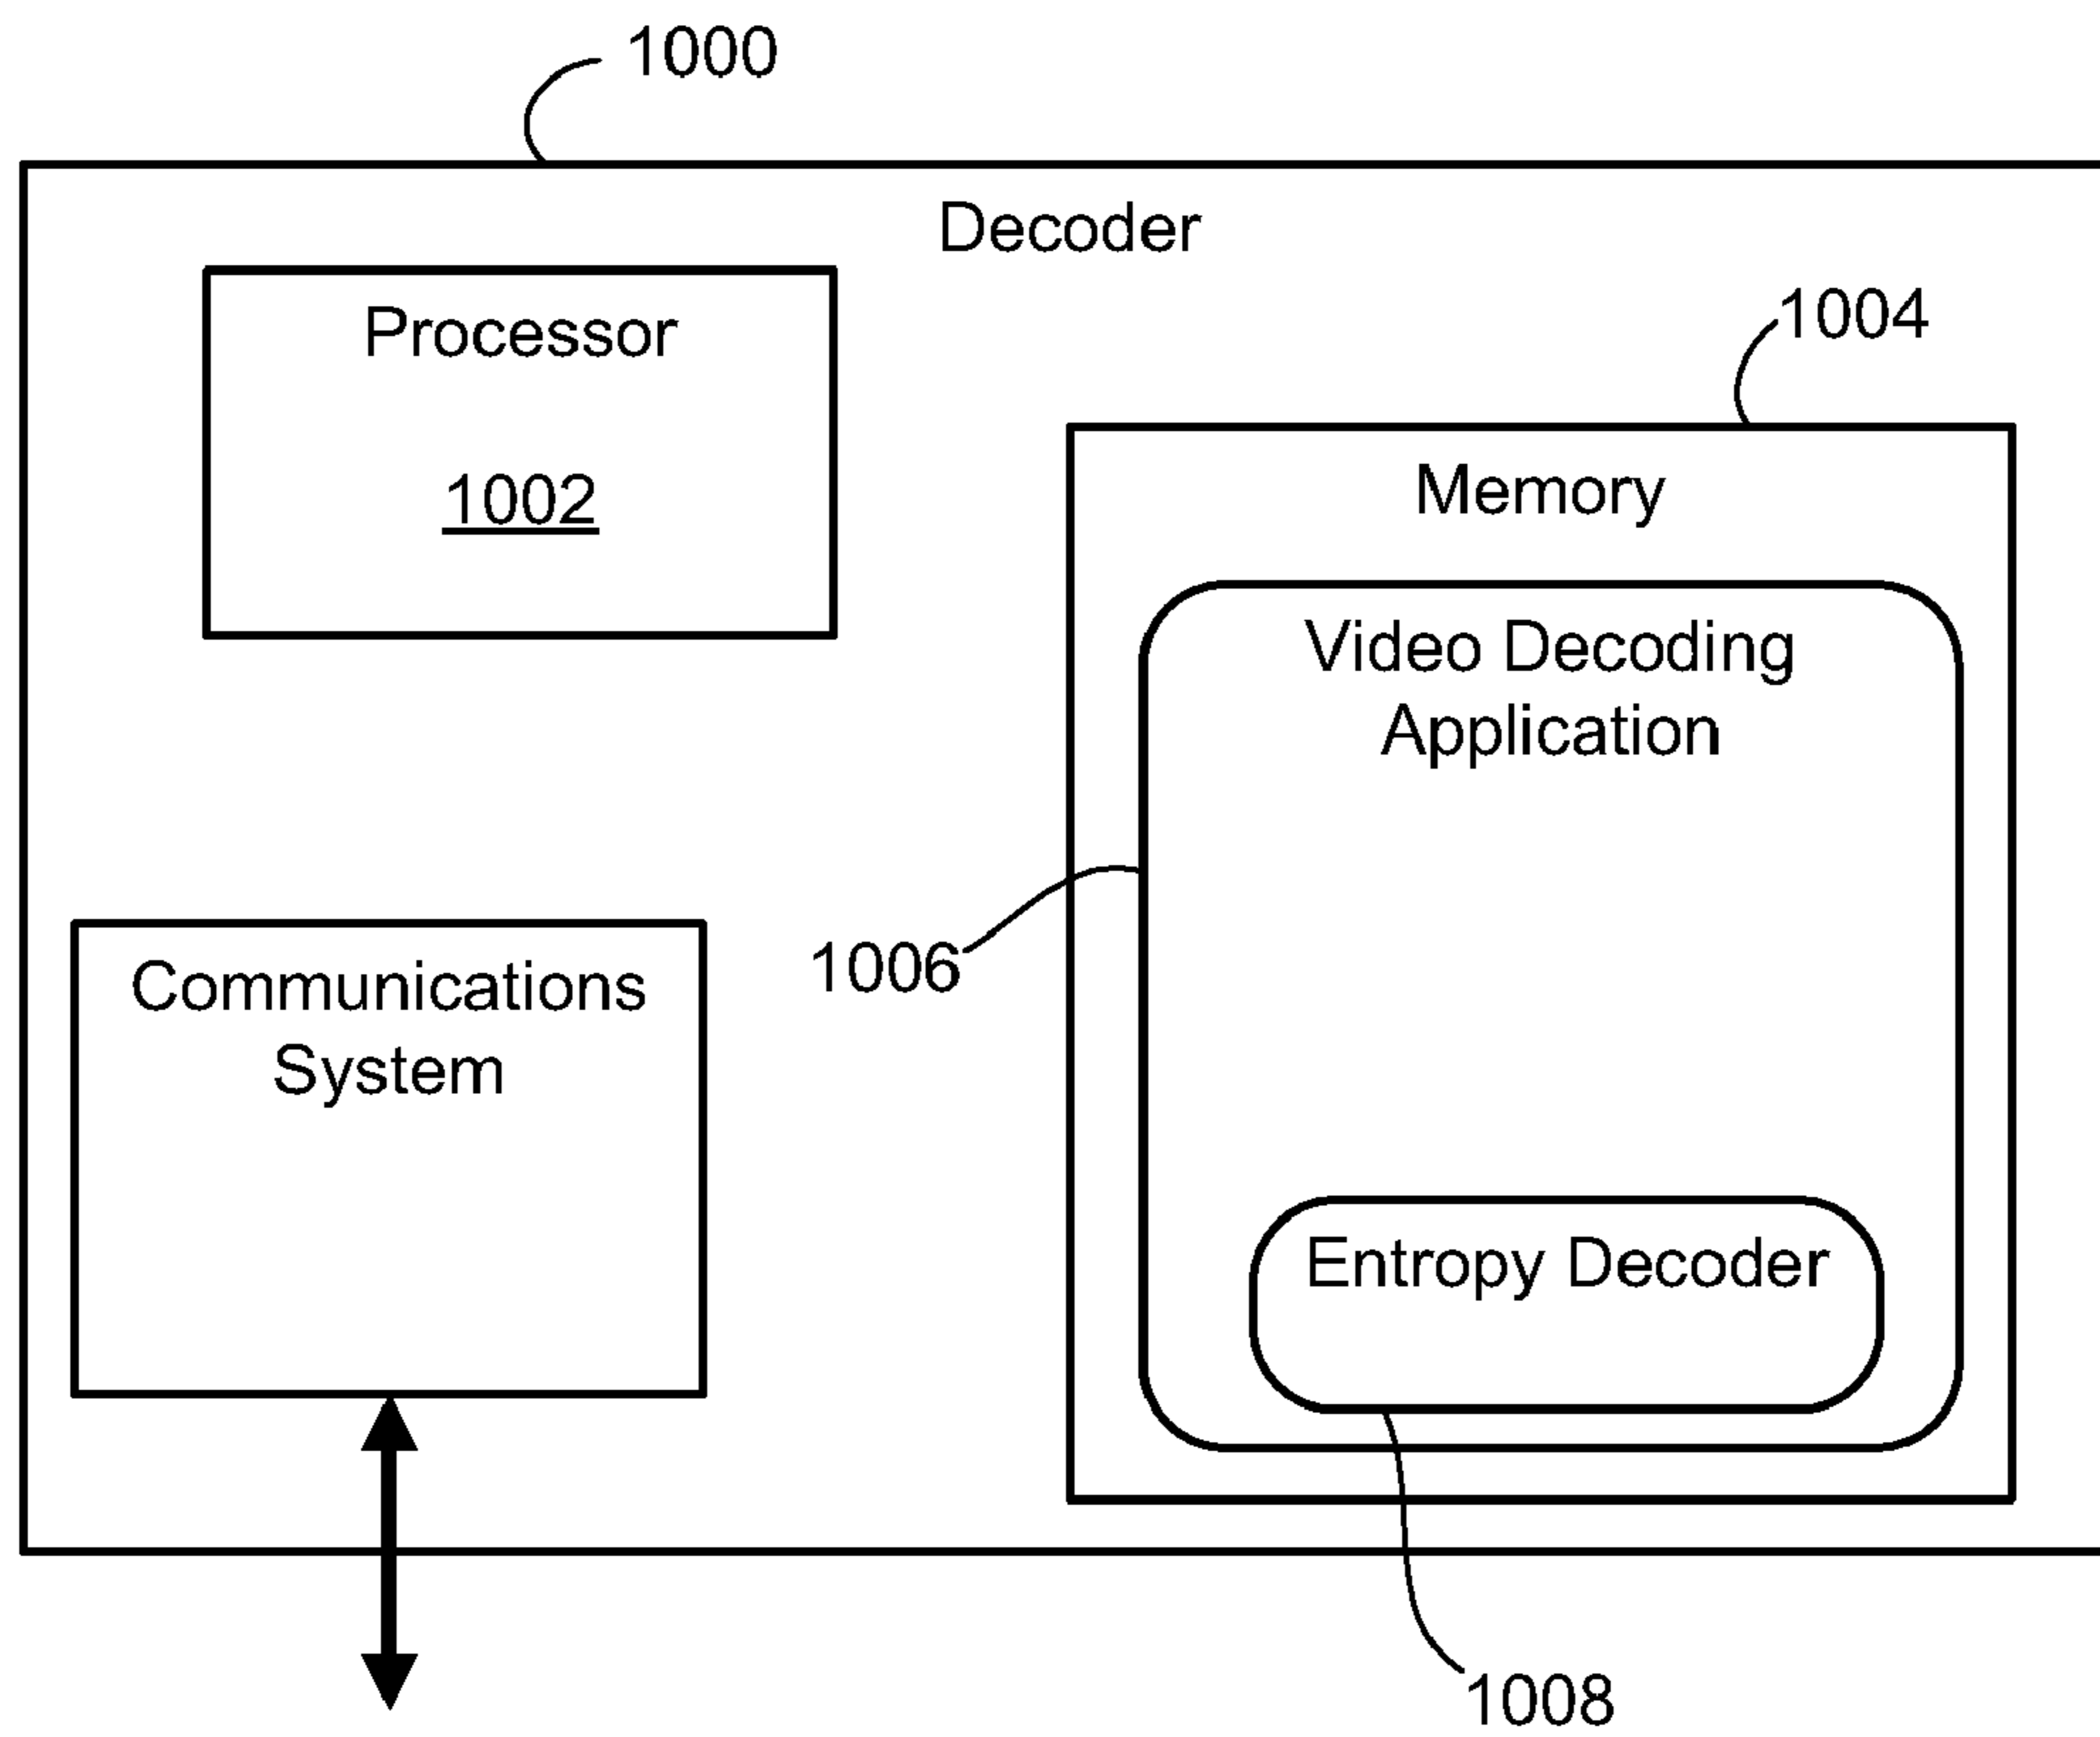 1000
Decoder
Processor
1002
1004
Memory
Video Decoding
Application
1006
Communications
System
Entropy Decoder
1008